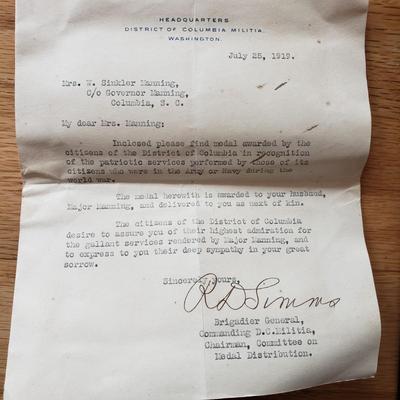 HEADQUARTERS
DISTRICT OF COLUMBIA MILITIA
WASHINGTON.
July 25, 1919.
Mrs. W. Sinkler Manning,
c/o Governor Manning,
Columbia, S. C.
My dear Mrs. Manning:
Inclosed please find medal awarded by the
citizens of the District of Columbia in recognition
of the patriotic services performed by those of its
citizens who were in the Army or Navy during the
world war.
The medal herewith is awarded to your husband,
Major Manning, and delivered to you as next of kin.
The citizens of the District of Columbia
desire to assure you of their highest admiration for
the gallant services rendered by Major Manning, and
to express to you their deep sympathy in your great
sorrow.
Sincerely yours,
R D Simms
Brigadier General,
Commanding D.C.Militia,
Chairman, Committee on
Medal Distribution.